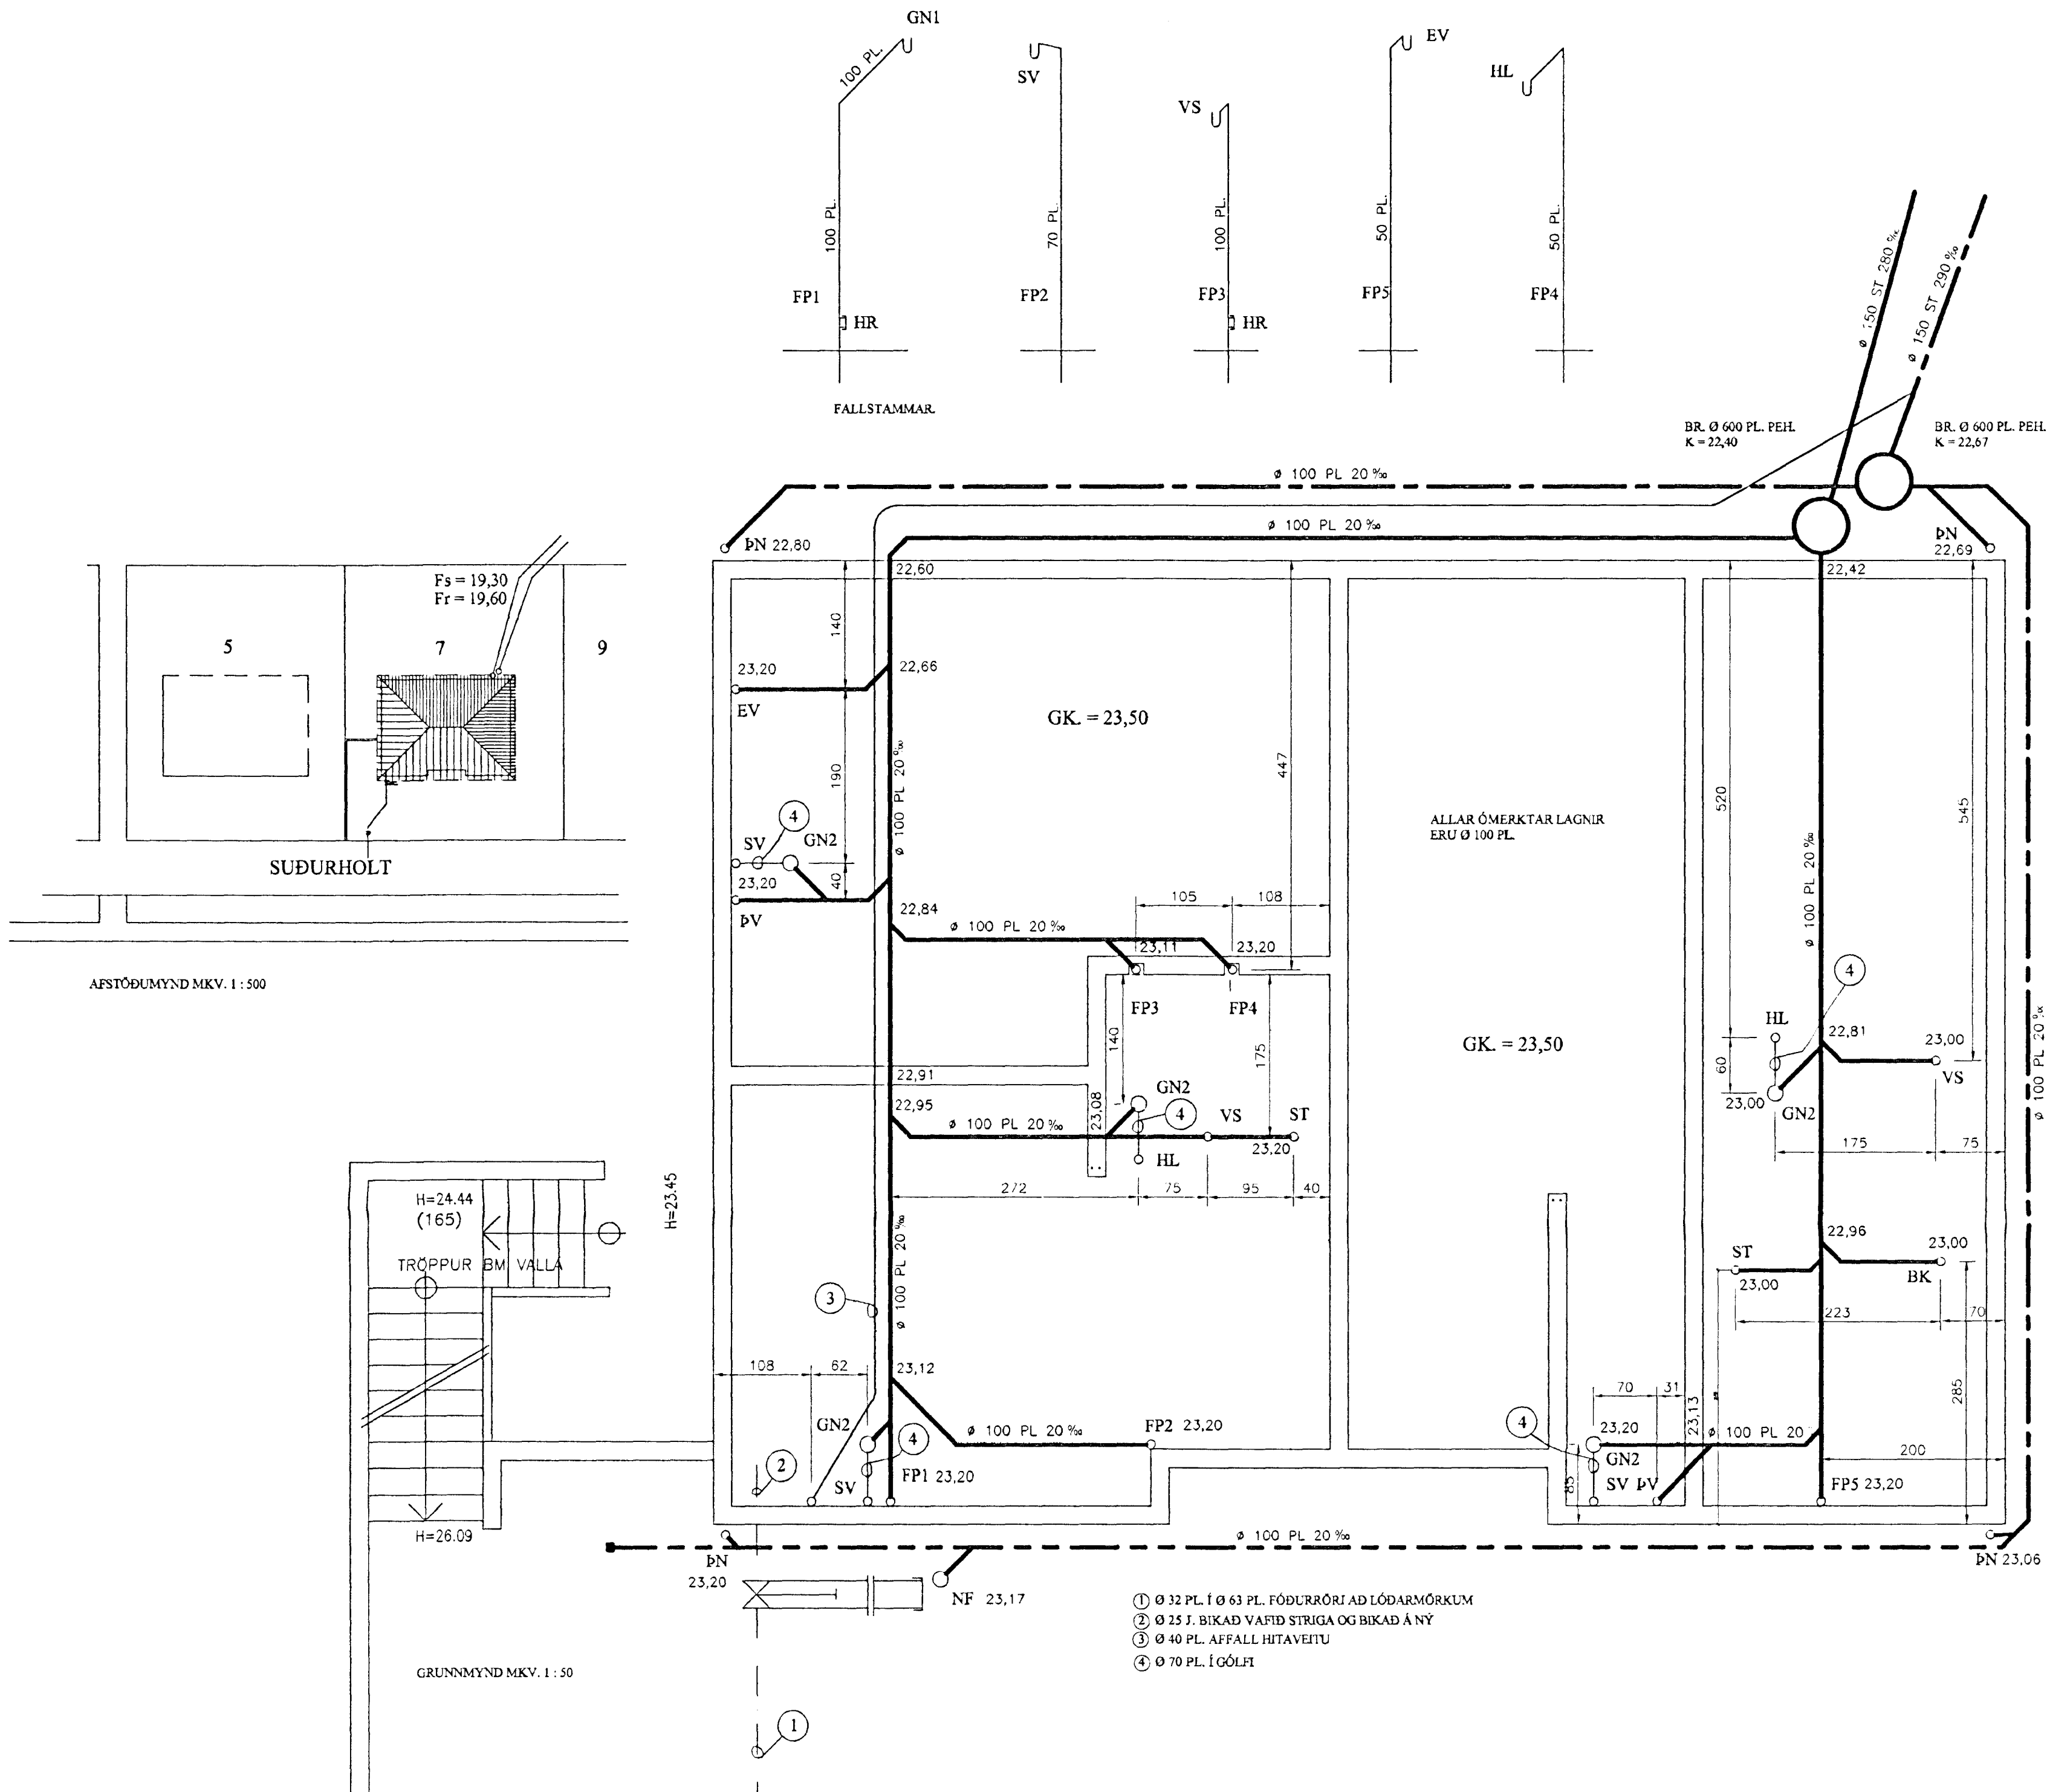 GN1
100 PL.
100 PL.
FP1
HR
SV
70 PL.
FP2
VS
100 PL.
FP3
HR
EV
50 PL.
FP5
HL
50 PL.
FP4
FALLSTAMMAR.
Ø 150 ST 280‰
Ø 150 ST 290‰
BR. Ø 600 PL. PEH.
K = 22,40
BR. Ø 600 PL. PEH.
K = 22,67
Fs = 19,30
Fr = 19,60
5
7
9
SUÐURHOLT
AFSTÖÐUMYND MKV. 1 : 500
Ø 100 PL 20‰
Ø 100 PL 20‰
ÞN 22,80
ÞN
22,69
22,60
22,42
140
23,20
EV
22,66
190
Ø 100 PL 20‰
GK. = 23,50
447
520
545
4
SV
GN2
40
23,20
ÞV
22,84
Ø 100 PL 20‰
105
108
23,11
23,20
FP3
FP4
ALLAR ÓMERKTAR LAGNIR
ERU Ø 100 PL.
GK. = 23,50
Ø 100 PL 20‰
4
HL
22,81
23,00
VS
60
23,00
GN2
175
75
Ø 100 PL 20‰
140
175
22,91
22,95
Ø 100 PL 20‰
23,08
GN2
4
VS
ST
23,20
HL
272
75
95
40
H=24.44
(165)
TRÖPPUR BM VALLA
H=23.45
H=26.09
Ø 100 PL 20‰
3
22,96
ST
23,00
23,00
BK
223
70
285
108
62
23,12
GN2
4
Ø 100 PL 20‰
FP2 23,20
2
SV
FP1 23,20
70
31
23,13
4
23,20
Ø 100 PL 20
GN2
85
SV ÞV
200
FP5 23,20
Ø 100 PL 20‰
ÞN
23,20
NF 23,17
ÞN 23,06
1 Ø 32 PL. Í Ø 63 PL. FÓÐURRÖRI AÐ LÓÐARMÖRKUM
2 Ø 25 J. BIKAÐ VAFIÐ STRIGA OG BIKAÐ Á NÝ
3 Ø 40 PL. AFFALL HITAVEITU
4 Ø 70 PL. Í GÓLFI
GRUNNMYND MKV. 1 : 50
1